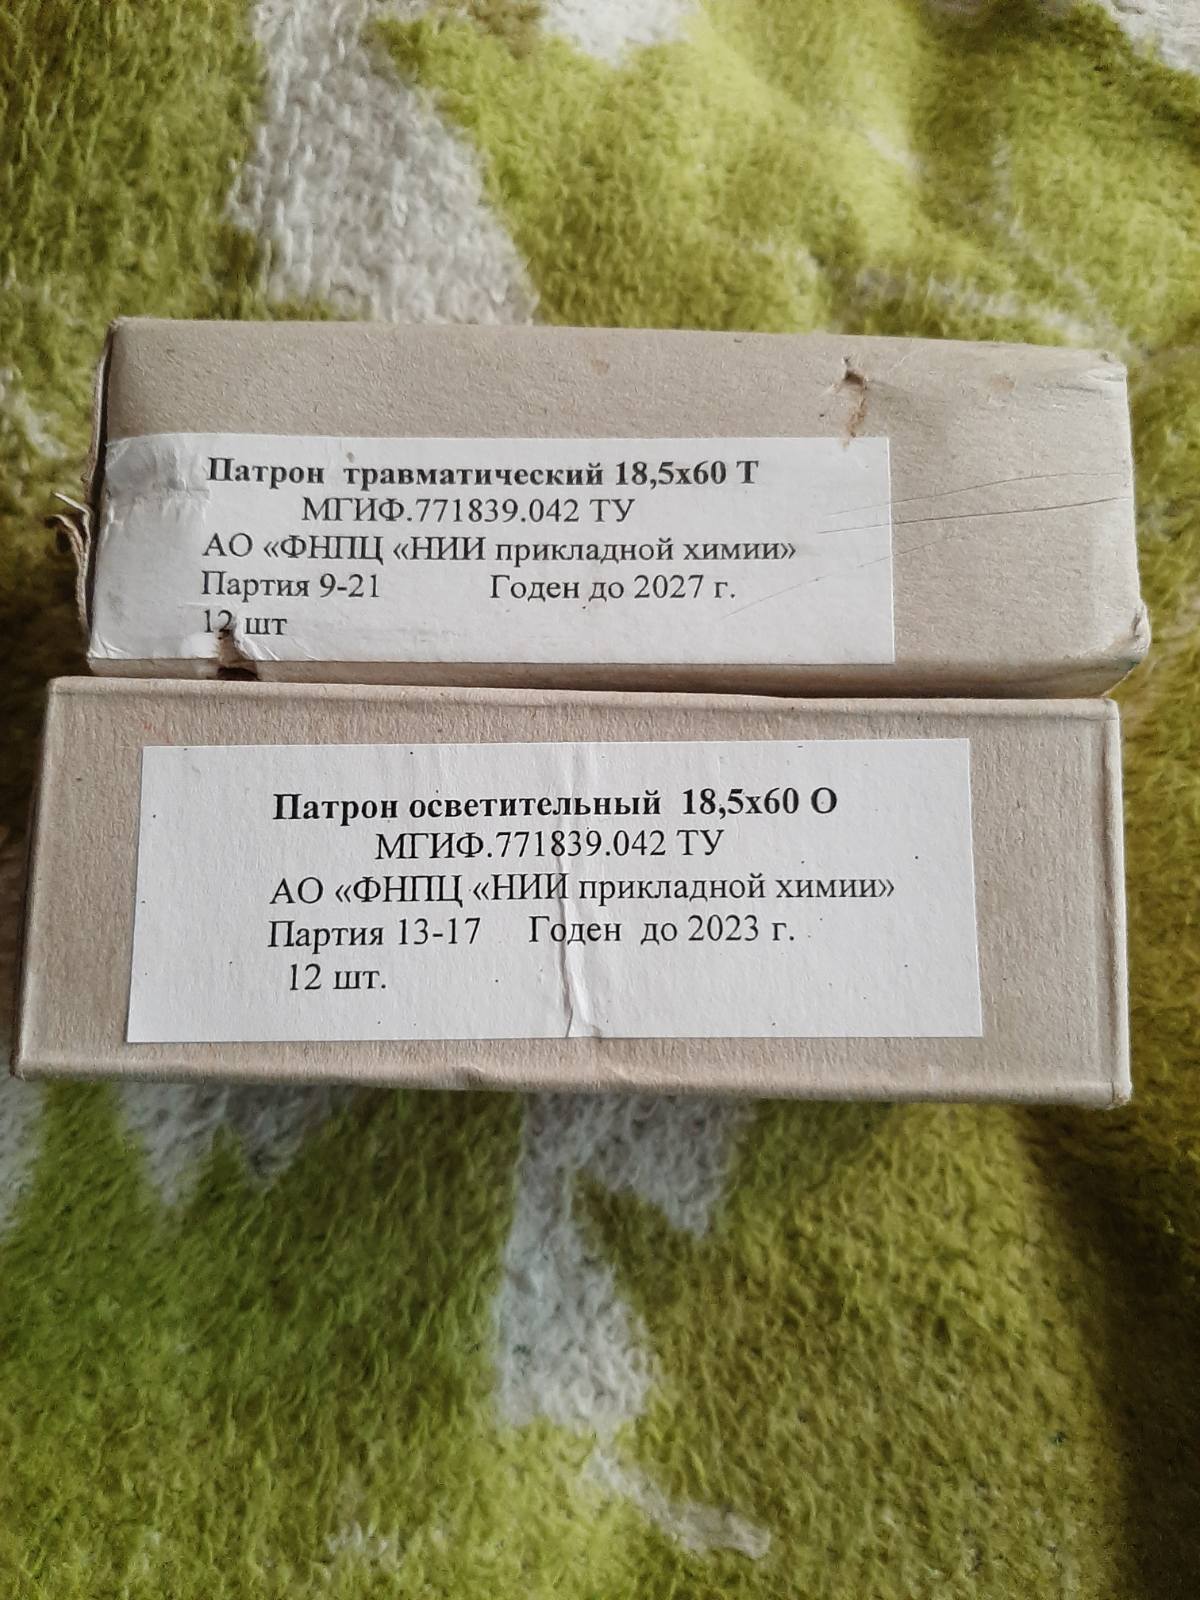 Патрон травматический 18,5х60 Т
МГИФ.771839.042 ТУ
АО «ФНПЦ «НИИ прикладной химии»
Партия 9-21 Годен до 2027 г.
12 шт
Патрон осветительный 18,5х60 О
МГИФ.771839.042 ТУ
АО «ФНПЦ «НИИ прикладной химии»
Партия 13-17 Годен до 2023 г.
12 шт.